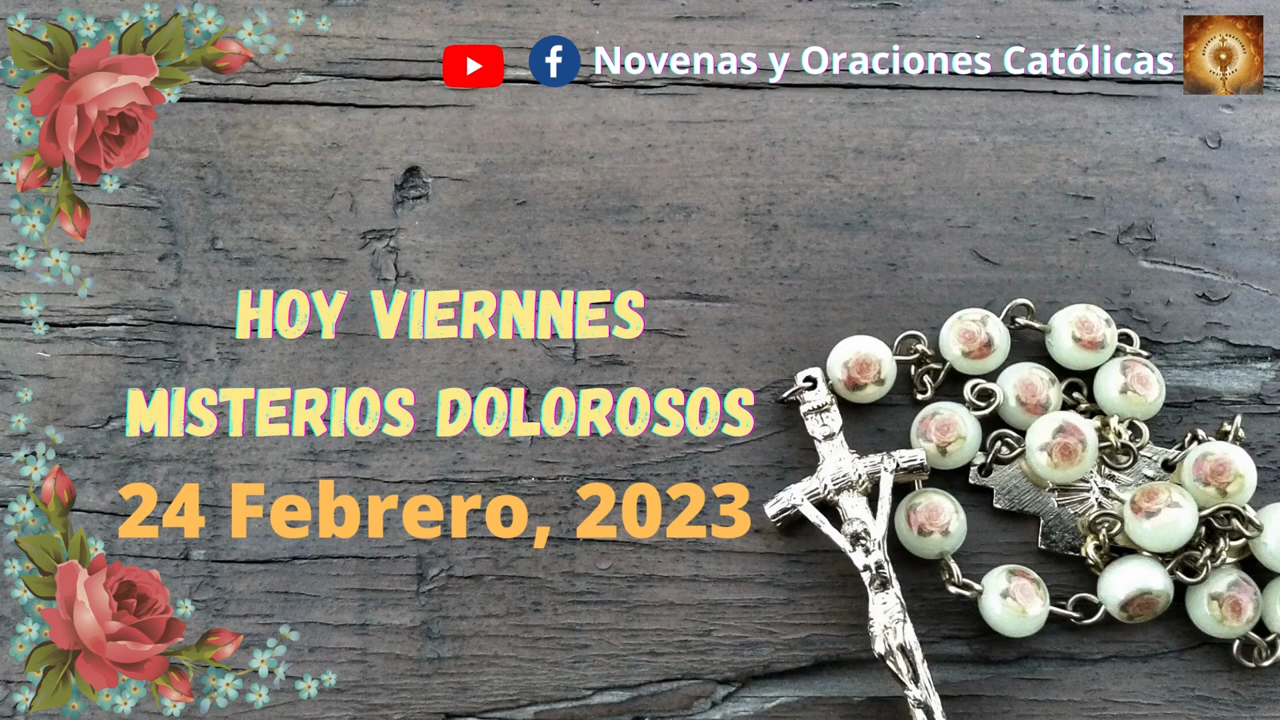 Novenas y Oraciones Católicas
HOY VIERNNES
MISTERIOS DOLOROSOS
24 Febrero, 2023